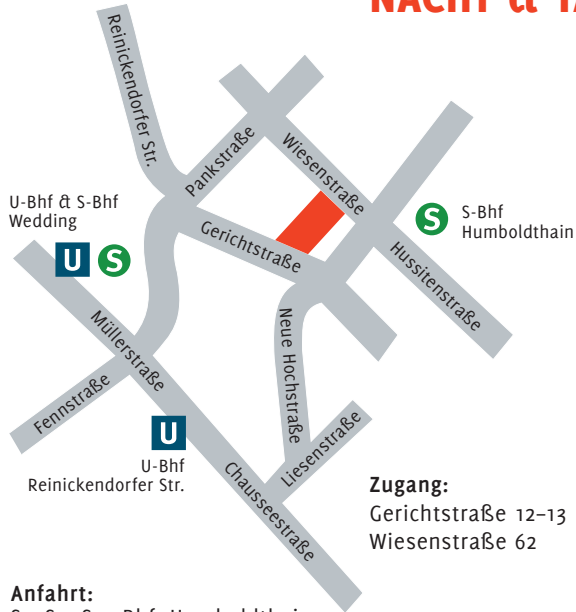 NACHT &
Reinickendorfer Str.
Pankstraße
Wiesenstraße
U-Bhf & S-Bhf
Wedding
U S
Gerichtstraße
S
S-Bhf
Humboldthain
Hussitenstraße
Müllerstraße
Neue Hochstraße
Fennstraße
U
U-Bhf
Reinickendorfer Str.
Chausseestraße
Liesenstraße
Zugang:
Gerichtstraße 12–13
Wiesenstraße 62
Anfahrt: